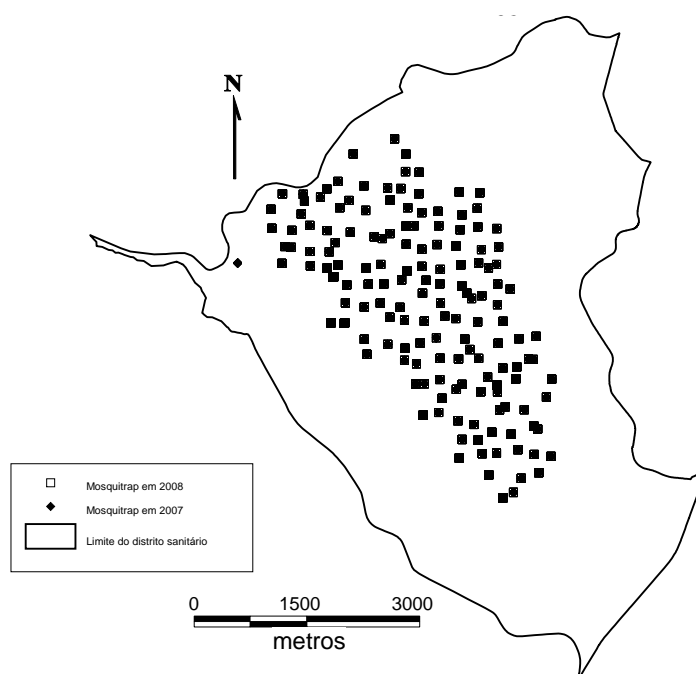 N
Mosquitrap em 2008
Mosquitrap em 2007
Limite do distrito sanitário
0 1500 3000
metros